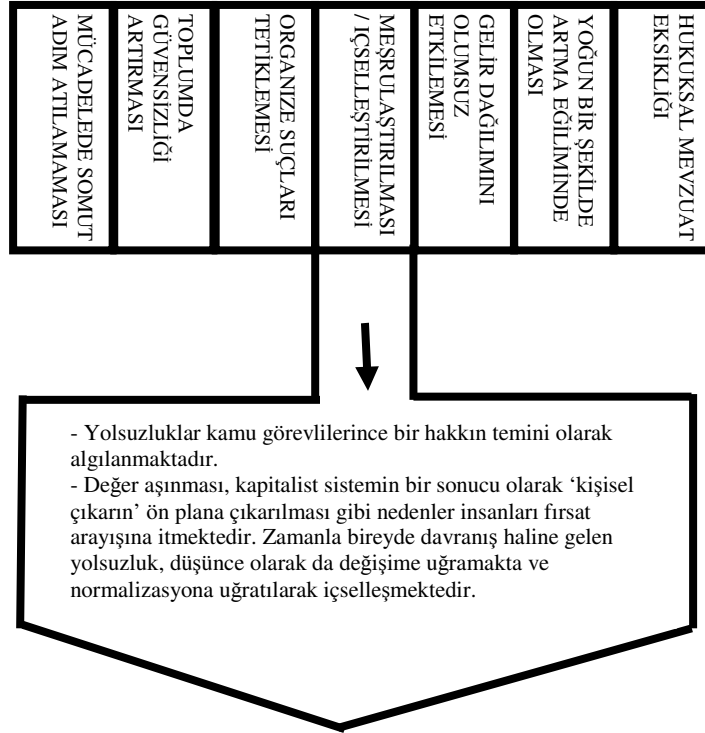 MÜCADELEDE SOMUT
ADIM ATILAMAMASI
TOPLUMDA
GÜVENSİZLİĞİ
ARTIRMASI
ORGANIZE SUÇLARI
TETİKLEMESİ
MEŞRULAŞTIRILMASI
/ IÇSELLEŞTİRİLMESİ
GELİR DAĞILIMINI
OLUMSUZ
ETKİLEMESİ
YOĞUN BİR ŞEKİLDE
ARTMA EĞİLİMİNDE
OLMASI
HUKUKSAL MEVZUAT
EKSİKLİĞİ
- Yolsuzluklar kamu görevlilerince bir hakkın temini olarak
algılanmaktadır.
- Değer aşınması, kapitalist sistemin bir sonucu olarak ‘kişisel
çıkarın’ ön plana çıkarılması gibi nedenler insanları fırsat
arayışına itmektedir. Zamanla bireyde davranış haline gelen
yolsuzluk, düşünce olarak da değişime uğramakta ve
normalizasyona uğratılarak içselleşmektedir.